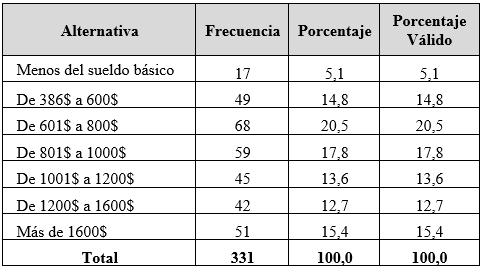 Alternativa Frecuencia Porcentaje Porcentaje Válido
Menos del sueldo básico 17 5,1 5,1
De 386$ a 600$ 49 14,8 14,8
De 601$ a 800$ 68 20,5 20,5
De 801$ a 1000$ 59 17,8 17,8
De 1001$ a 1200$ 45 13,6 13,6
De 1200$ a 1600$ 42 12,7 12,7
Más de 1600$ 51 15,4 15,4
Total 331 100,0 100,0